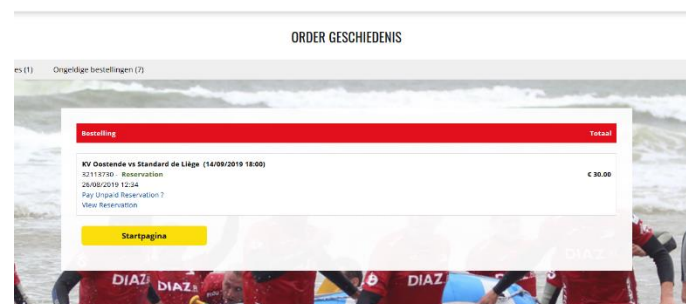 ORDER GESCHIEDENIS
es (1) Ongeldige bestellingen (7)
Bestelling Totaal
KV Oostende vs Standard de Liège (14/09/2019 18:00)
32113730 - Reservation € 30.00
26/08/2019 12:34
Pay Unpaid Reservation ?
View Reservation
Startpagina
DIAZ
DIAZ DIAZ DIAZ